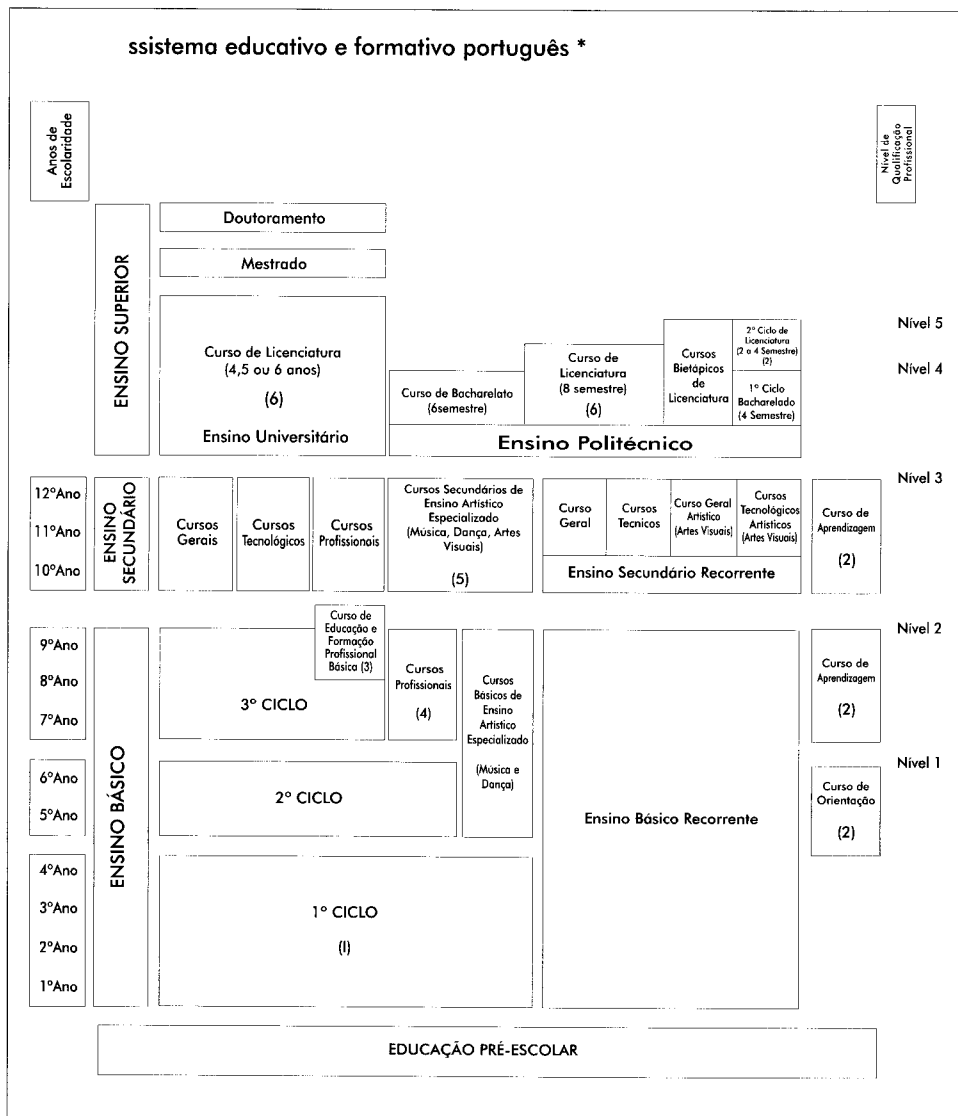 ssistema educativo e formativo português *
Anos de
Escolaridade
Nível de
Qualificação
Profissional
ENSINO SUPERIOR
Doutoramento
Mestrado
Curso de Licenciatura
(4,5 ou 6 anos)
(6)
Ensino Universitário
Curso de Bacharelato
(6semestre)
Curso de
Licenciatura
(8 semestre)
(6)
Cursos
Bietápicos
de
Licenciatura
2º Ciclo de
Licenciatura
(2 a 4 Semestre)
(2)
1º Ciclo
Bacharelado
(4 Semestre)
Ensino Politécnico
Nível 5
Nível 4
Nível 3
12ºAno
11ºAno
10ºAno
ENSINO
SECUNDÁRIO
Cursos
Gerais
Cursos
Tecnológicos
Cursos
Profissionais
Cursos Secundários de
Ensino Artístico
Especializado
(Música, Dança, Artes
Visuais)
(5)
Curso
Geral
Cursos
Tecnicos
Curso Geral
Artístico
(Artes Visuais)
Cursos
Tecnológicos
Artísticos
(Artes Visuais)
Ensino Secundário Recorrente
Curso de
Aprendizagem
(2)
Nível 2
9ºAno
8ºAno
7ºAno
6ºAno
5ºAno
4ºAno
3ºAno
2ºAno
1ºAno
ENSINO BÁSICO
Curso de
Educação e
Formação
Profissional
Básica (3)
3º CICLO
Cursos
Profissionais
(4)
Cursos
Básicos de
Ensino
Artístico
Especializado
(Música e
Dança)
2º CICLO
1º CICLO
(I)
Ensino Básico Recorrente
Curso de
Aprendizagem
(2)
Nível 1
Curso de
Orientação
(2)
EDUCAÇÃO PRÉ-ESCOLAR